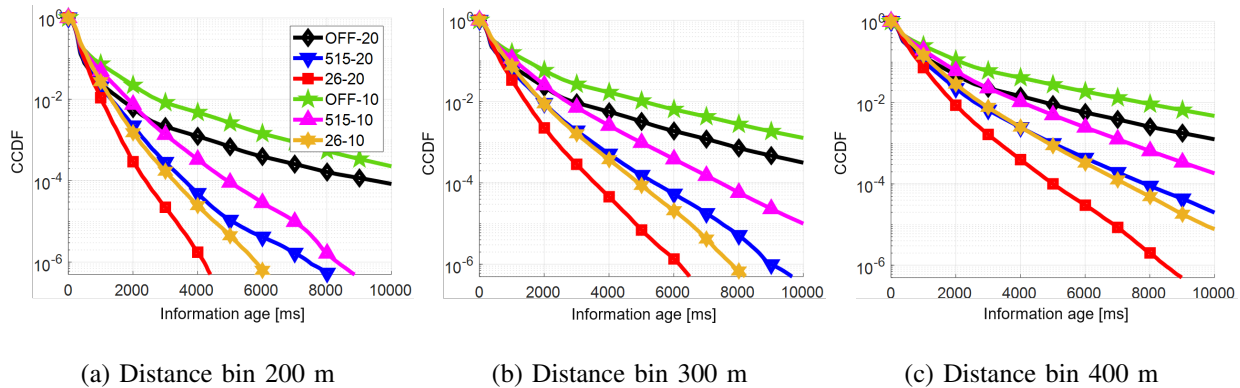 10^0
10^-2
10^-4
10^-6
CCDF
0 2000 4000 6000 8000 10000
Information age [ms]
OFF-20
515-20
26-20
OFF-10
515-10
26-10
(a) Distance bin 200 m
10^0
10^-2
10^-4
10^-6
CCDF
0 2000 4000 6000 8000 10000
Information age [ms]
(b) Distance bin 300 m
10^0
10^-2
10^-4
10^-6
CCDF
0 2000 4000 6000 8000 10000
Information age [ms]
(c) Distance bin 400 m